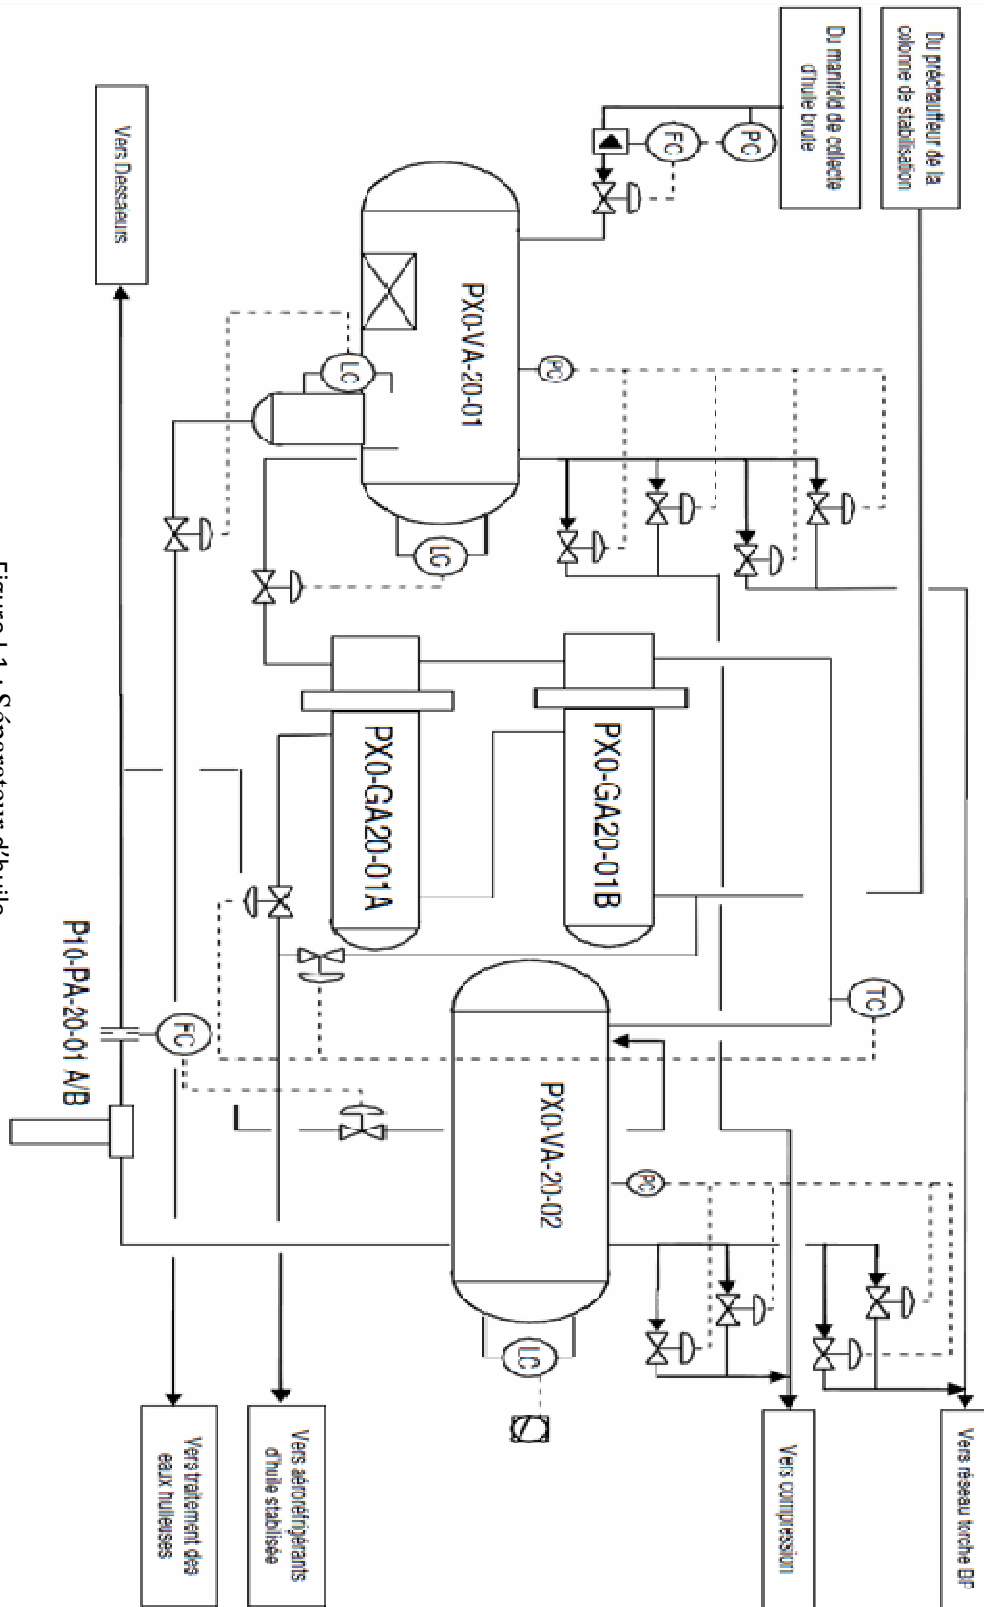 Du préchauffeur de la
colonne de stabilisation
Du manifold de collecte
d'huile brute
PC
FC
Vers Dessaleurs
PX0-VA-20-01
PC
LC
LC
PX0-GA20-01A
PX0-GA20-01B
TC
FC
P10-PA-20-01 A/B
PX0-VA-20-02
PC
LC
Vers réseau torche BP
Vers compression
Vers aéroréfrigérants
d'huile stabilisée
Vers traitement des
eaux huileuses
Figure I.1 : Séparateur d'huile